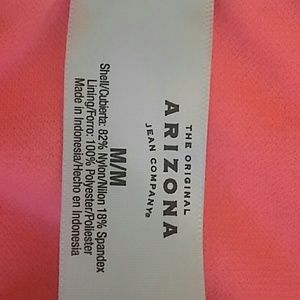 THE ORIGINAL
ARIZONA
JEAN COMPANY®
M/M
Shell/Cubierta: 82% Nylon/Nilon 18% Spandex
Lining/Forro: 100% Polyester/Poliester
Made in Indonesia/Hecho en Indonesia